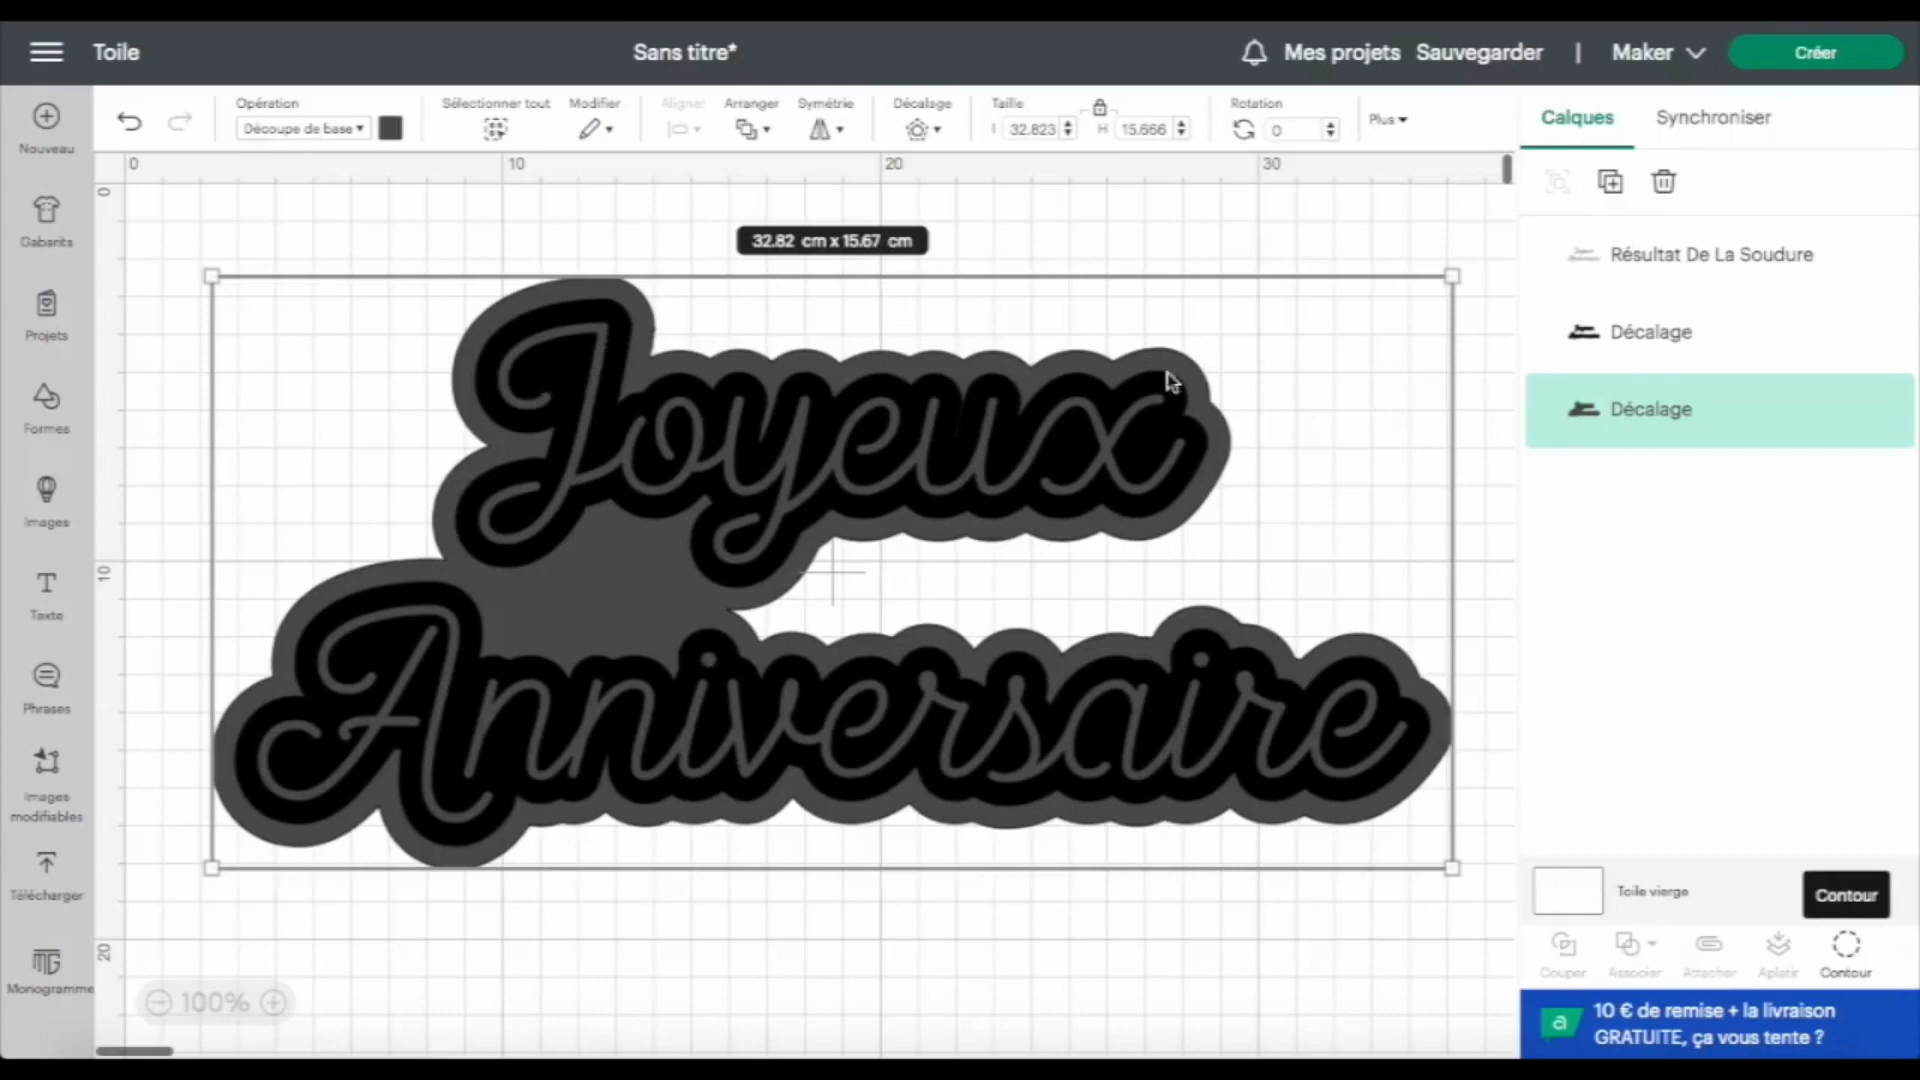 Toile
Sans titre*
Mes projets
Sauvegarder
|
Maker
Créer
Opération
Découpe de base
Sélectionner tout
Modifier
Aligner
Arranger
Symétrie
Décalage
Taille
l 32.823
H 15.666
Rotation
0
Plus
Calques
Synchroniser
Nouveau
Gabarits
Projets
Formes
Images
Texte
Phrases
Images
modifiables
Télécharger
Monogramme
0
10
20
30
0
10
20
32.82 cm x 15.67 cm
Joyeux
Anniversaire
100%
Résultat De La Soudure
Décalage
Décalage
Toile vierge
Contour
Couper
Associer
Attacher
Aplatir
Contour
a
10 € de remise + la livraison
GRATUITE, ça vous tente ?